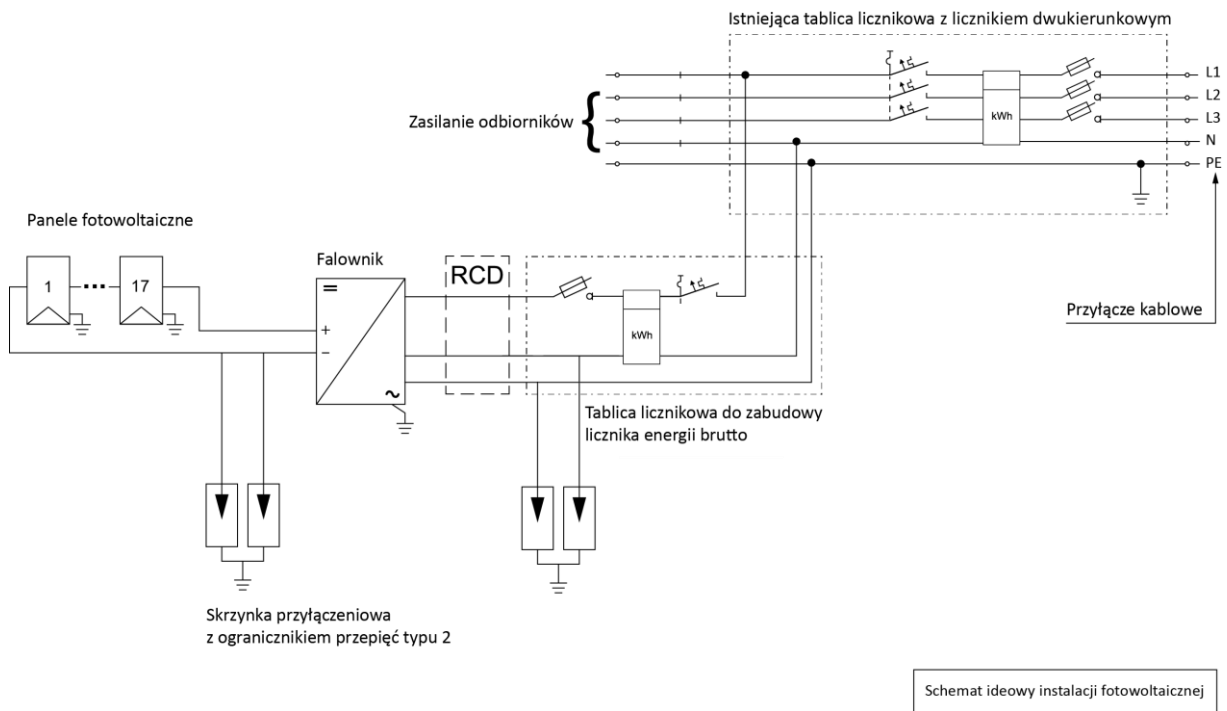 Istniejąca tablica licznikowa z licznikiem dwukierunkowym
L1
L2
L3
N
PE
kWh
Zasilanie odbiorników
Panele fotowoltaiczne
1
17
Falownik
RCD
kWh
Przyłącze kablowe
Tablica licznikowa do zabudowy
licznika energii brutto
Skrzynka przyłączeniowa
z ogranicznikiem przepięć typu 2
Schemat ideowy instalacji fotowoltaicznej